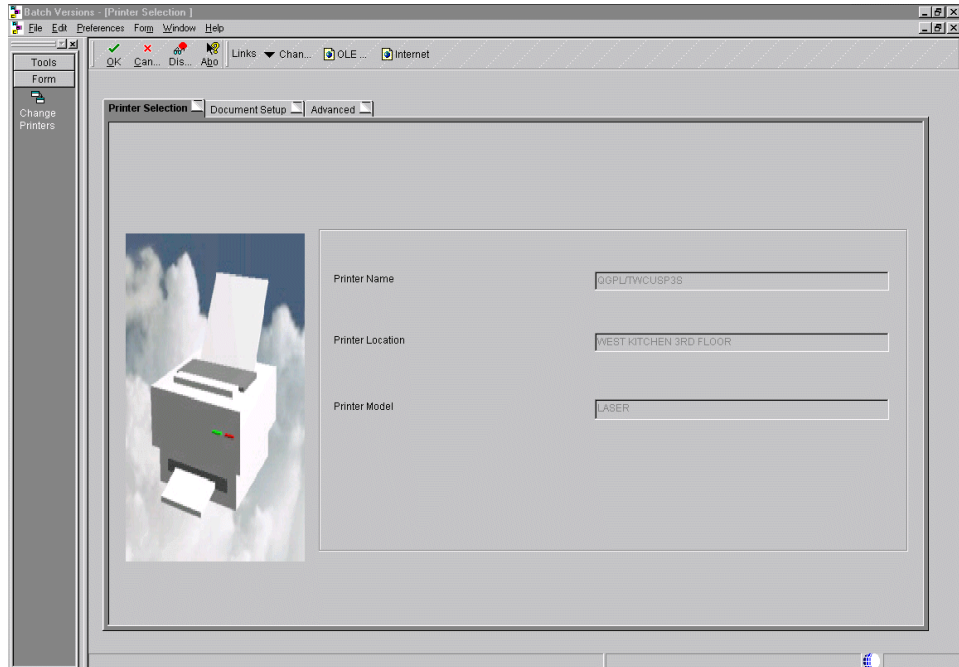 Batch Versions - [Printer Selection ]
File Edit Preferences Form Window Help
Tools
Form
Change
Printers
OK Can... Dis... Abo Links Chan... OLE ... Internet
Printer Selection Document Setup Advanced
Printer Name QGPL/TWCUSP3S
Printer Location WEST KITCHEN 3RD FLOOR
Printer Model LASER